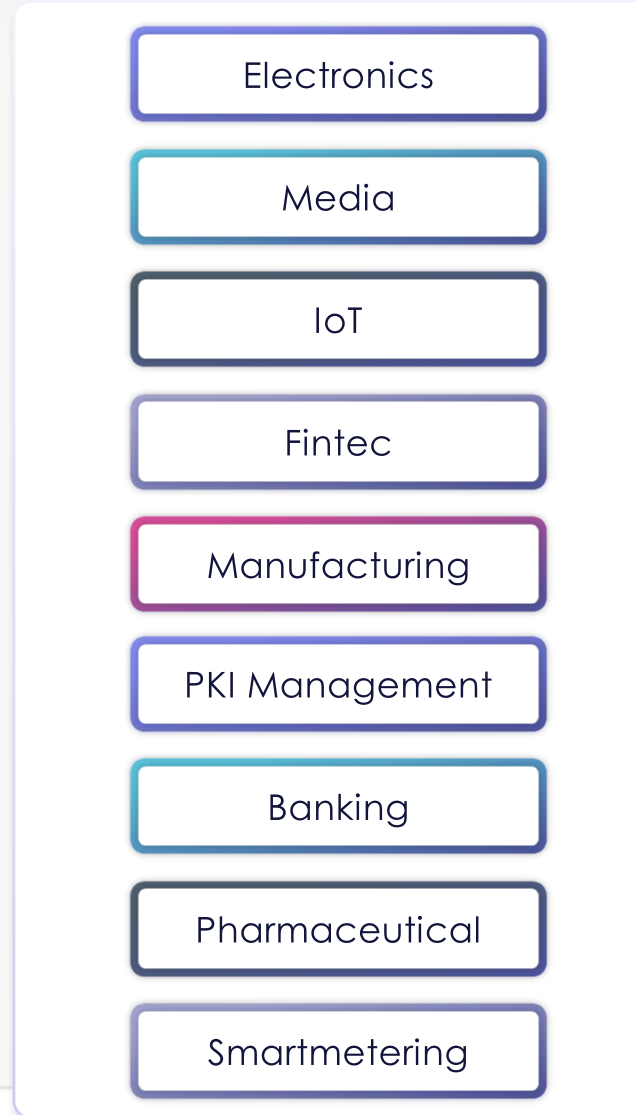 Electronics
Media
IoT
Fintec
Manufacturing
PKI Management
Banking
Pharmaceutical
Smartmetering